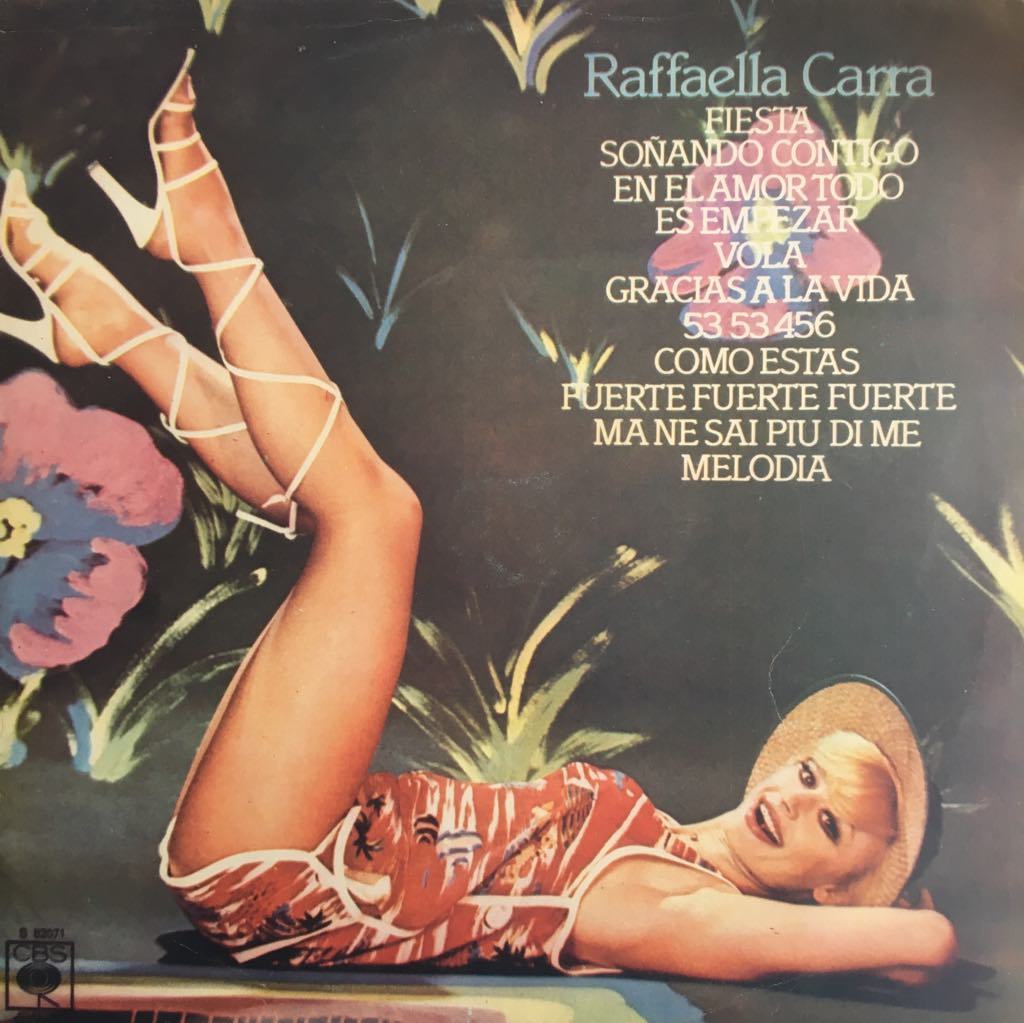 Raffaella Carra
FIESTA
SOÑANDO CONTIGO
EN EL AMOR TODO
ES EMPEZAR
VOLA
GRACIAS A LA VIDA
53 53 456
COMO ESTAS
FUERTE FUERTE FUERTE
MA NE SAI PIU DI ME
MELODIA
S 82071
CBS